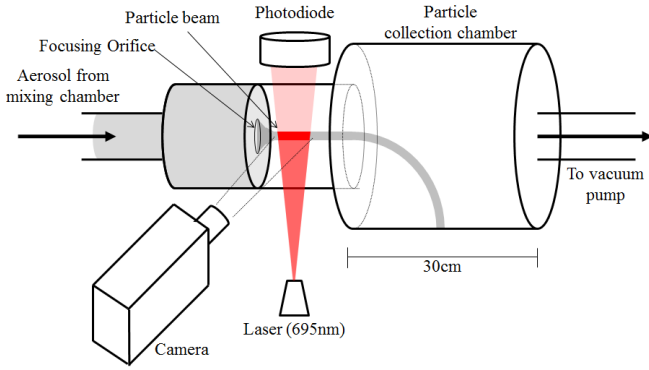 Particle beam
Photodiode
Particle
collection chamber
Focusing Orifice
Aerosol from
mixing chamber
To vacuum
pump
30cm
Laser (695nm)
Camera